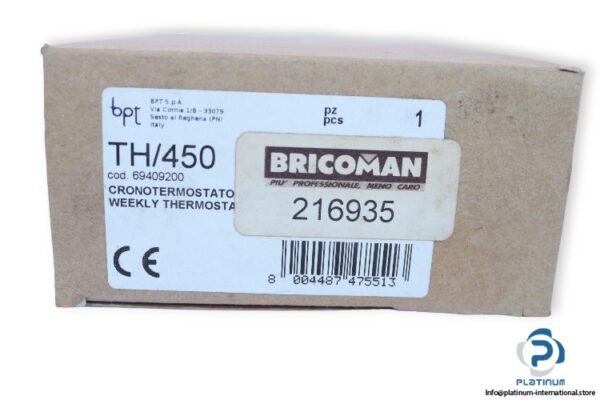 bpt
BPT S.p.A.
Via Cornia 1/B - 33079
Sesto al Reghena (PN)
Italy
pz
pcs
1
TH/450
cod. 69409200
CRONOTERMOSTATO
WEEKLY THERMOSTA
BRICOMAN
PIU' PROFESSIONALE, MENO CARO
216935
CE
8 004487 475513
PLATINUM
http://platinum-international.store